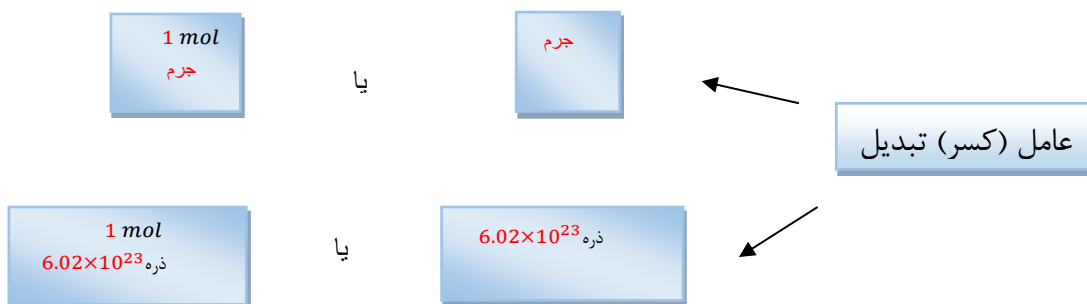 عامل (کسر) تبدیل
جرم
یا
1 mol
جرم
6.02×10²³ ذره
یا
1 mol
6.02×10²³ ذره